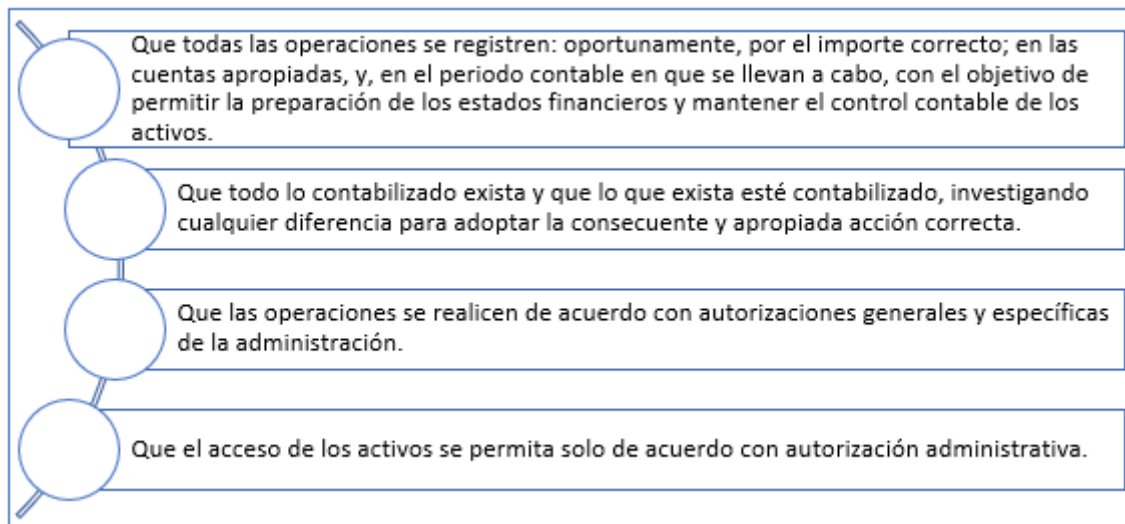 Que todas las operaciones se registren: oportunamente, por el importe correcto; en las
cuentas apropiadas, y, en el periodo contable en que se llevan a cabo, con el objetivo de
permitir la preparación de los estados financieros y mantener el control contable de los
activos.
Que todo lo contabilizado exista y que lo que exista esté contabilizado, investigando
cualquier diferencia para adoptar la consecuente y apropiada acción correcta.
Que las operaciones se realicen de acuerdo con autorizaciones generales y específicas
de la administración.
Que el acceso de los activos se permita solo de acuerdo con autorización administrativa.